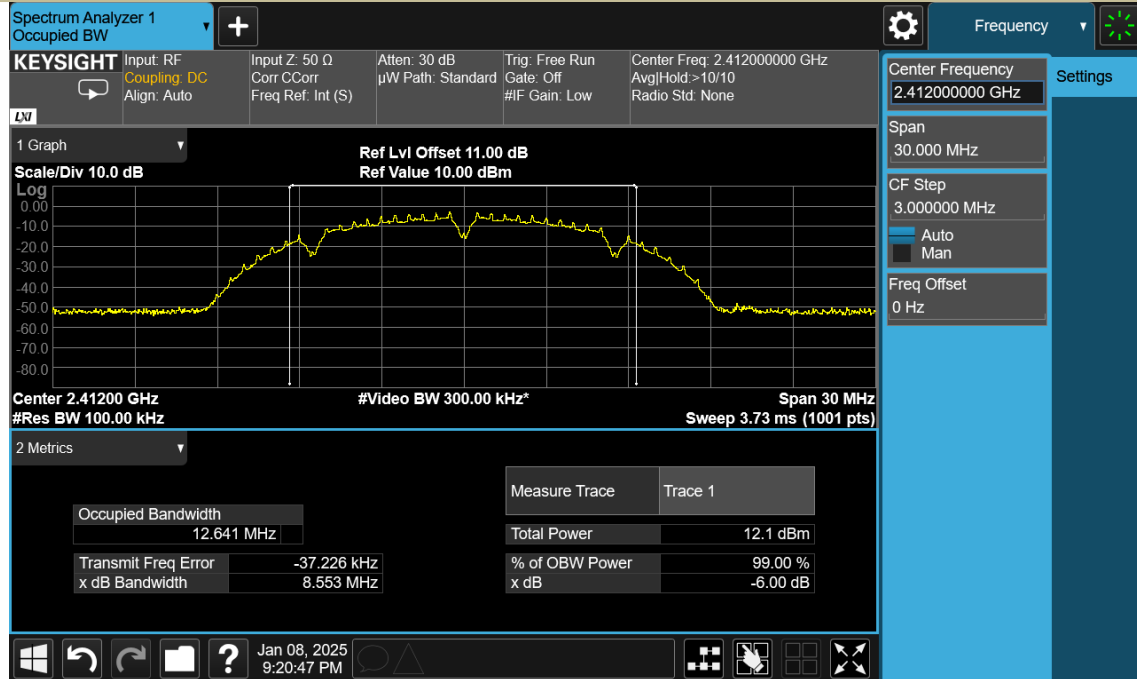 Spectrum Analyzer 1
Occupied BW
+
Frequency
KEYSIGHT
LXI
Input: RF
Coupling: DC
Align: Auto
Input Z: 50 Ω
Corr CCorr
Freq Ref: Int (S)
Atten: 30 dB
µW Path: Standard
Trig: Free Run
Gate: Off
#IF Gain: Low
Center Freq: 2.412000000 GHz
Avg|Hold:>10/10
Radio Std: None
Center Frequency
2.412000000 GHz
Settings
Span
30.000 MHz
CF Step
3.000000 MHz
Auto
Man
Freq Offset
0 Hz
1 Graph
Scale/Div 10.0 dB
Ref Lvl Offset 11.00 dB
Ref Value 10.00 dBm
Log
0.00
-10.0
-20.0
-30.0
-40.0
-50.0
-60.0
-70.0
-80.0
Center 2.41200 GHz
#Res BW 100.00 kHz
#Video BW 300.00 kHz*
Span 30 MHz
Sweep 3.73 ms (1001 pts)
2 Metrics
Measure Trace Trace 1
Occupied Bandwidth
12.641 MHz
Total Power 12.1 dBm
Transmit Freq Error -37.226 kHz
% of OBW Power 99.00 %
x dB Bandwidth 8.553 MHz
x dB -6.00 dB
?
Jan 08, 2025
9:20:47 PM